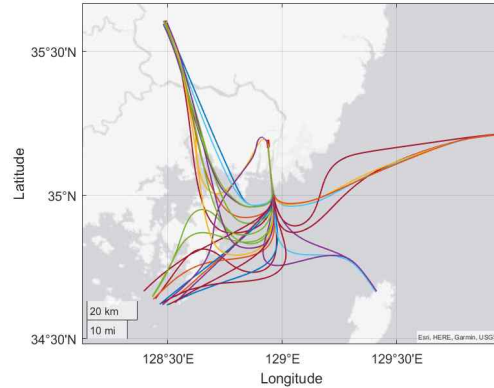 35°30'N
35°N
34°30'N
Latitude
20 km
10 mi
Esri, HERE, Garmin, USG
128°30'E
129°E
129°30'E
Longitude